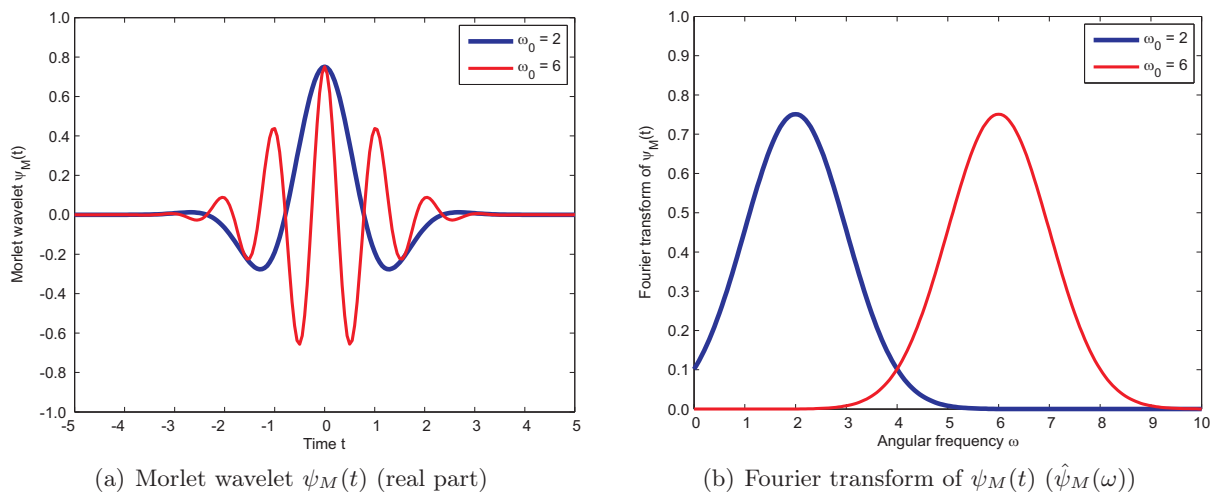 1.0
0.8
0.6
0.4
0.2
0.0
-0.2
-0.4
-0.6
-0.8
-1.0
Morlet wavelet ψM(t)
-5 -4 -3 -2 -1 0 1 2 3 4 5
Time t
ω0 = 2
ω0 = 6
(a) Morlet wavelet ψM(t) (real part)
1.0
0.9
0.8
0.7
0.6
0.5
0.4
0.3
0.2
0.1
0.0
Fourier transform of ψM(t)
0 1 2 3 4 5 6 7 8 9 10
Angular frequency ω
ω0 = 2
ω0 = 6
(b) Fourier transform of ψM(t) (ψ̂M(ω))